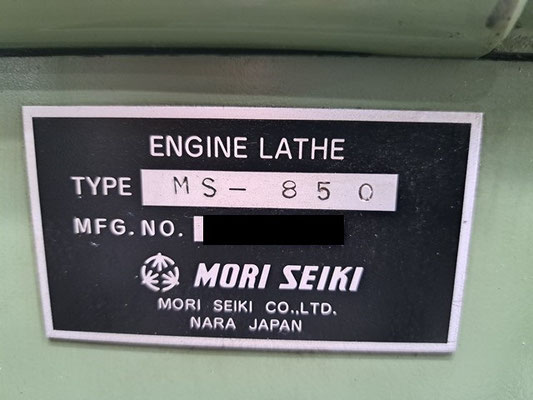 ENGINE LATHE
TYPE MS-850
MFG. NO.
MORI SEIKI
MORI SEIKI CO.,LTD.
NARA JAPAN